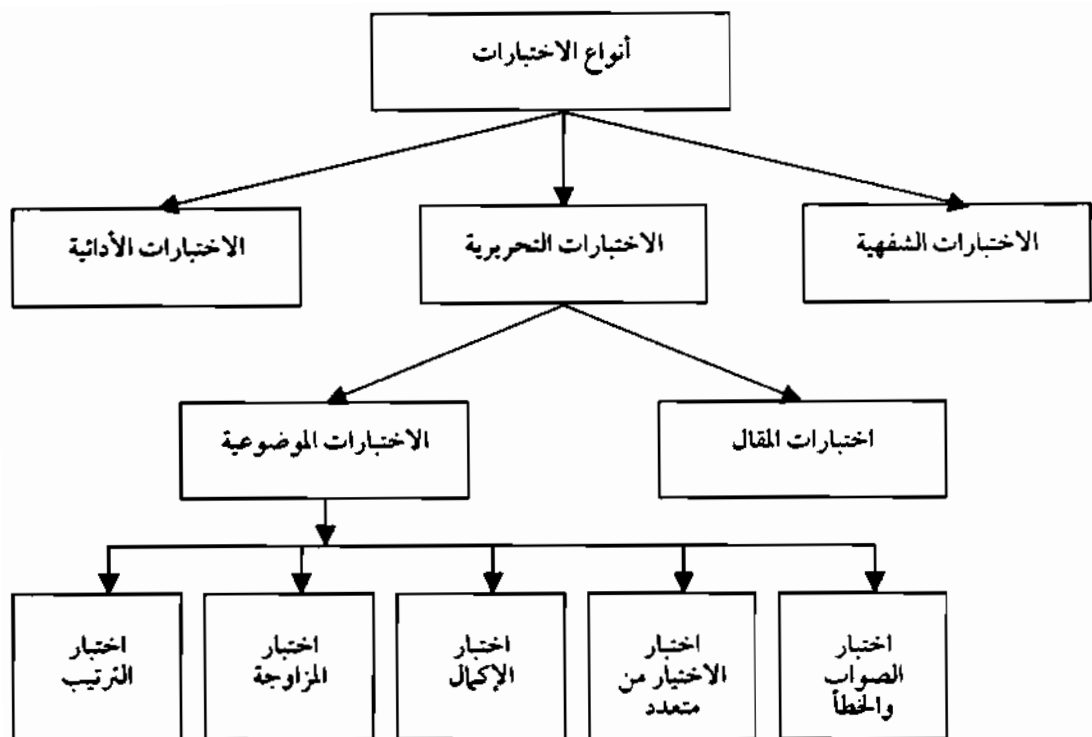 أنواع الاختبارات
الاختبارات الشفهية
الاختبارات التحريرية
الاختبارات الأدائية
اختبارات المقال
الاختبارات الموضوعية
اختبار
الصواب
والخطأ
اختبار
الاختيار من
متعدد
اختبار
الإكمال
اختبار
المزاوجة
اختبار
الترتيب